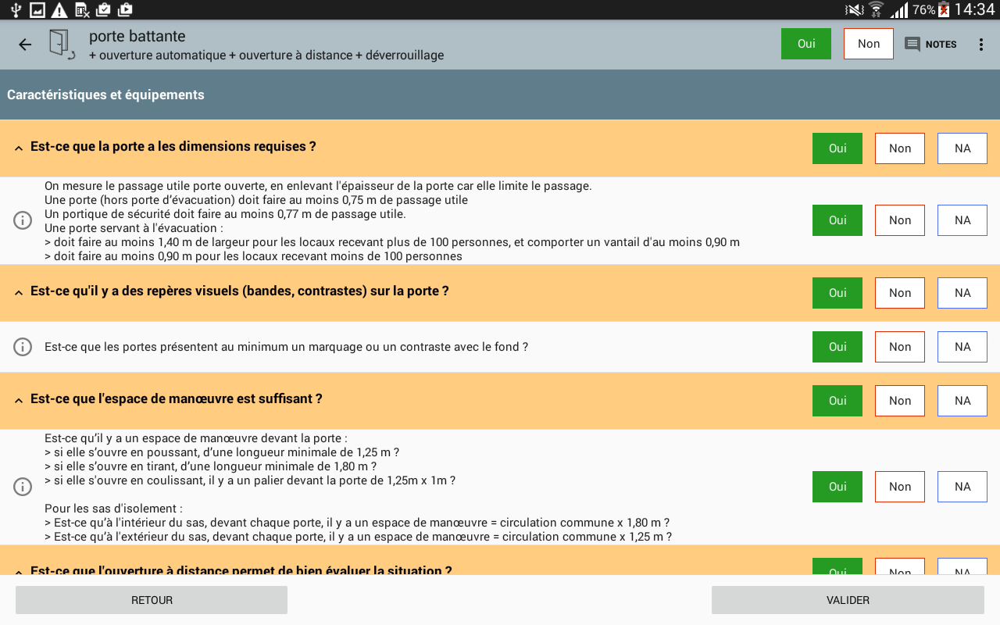 76% 14:34
porte battante
+ ouverture automatique + ouverture à distance + déverrouillage
Oui Non NOTES
Caractéristiques et équipements
Est-ce que la porte a les dimensions requises ?
Oui Non NA
On mesure le passage utile porte ouverte, en enlevant l'épaisseur de la porte car elle limite le passage.
Une porte (hors porte d’évacuation) doit faire au moins 0,75 m de passage utile
Un portique de sécurité doit faire au moins 0,77 m de passage utile.
Une porte servant à l'évacuation :
> doit faire au moins 1,40 m de largeur pour les locaux recevant plus de 100 personnes, et comporter un vantail d'au moins 0,90 m
> doit faire au moins 0,90 m pour les locaux recevant moins de 100 personnes
Oui Non NA
Est-ce qu'il y a des repères visuels (bandes, contrastes) sur la porte ?
Oui Non NA
Est-ce que les portes présentent au minimum un marquage ou un contraste avec le fond ?
Oui Non NA
Est-ce que l'espace de manœuvre est suffisant ?
Oui Non NA
Est-ce qu’il y a un espace de manœuvre devant la porte :
> si elle s’ouvre en poussant, d’une longueur minimale de 1,25 m ?
> si elle s’ouvre en tirant, d’une longueur minimale de 1,80 m ?
> si elle s'ouvre en coulissant, il y a un palier devant la porte de 1,25m x 1m ?
Pour les sas d'isolement :
> Est-ce qu’à l'intérieur du sas, devant chaque porte, il y a un espace de manœuvre = circulation commune x 1,80 m ?
> Est-ce qu’à l'extérieur du sas, devant chaque porte, il y a un espace de manœuvre = circulation commune x 1,25 m ?
Oui Non NA
Est-ce que l'ouverture à distance permet de bien évaluer la situation ?
Oui Non NA
RETOUR VALIDER